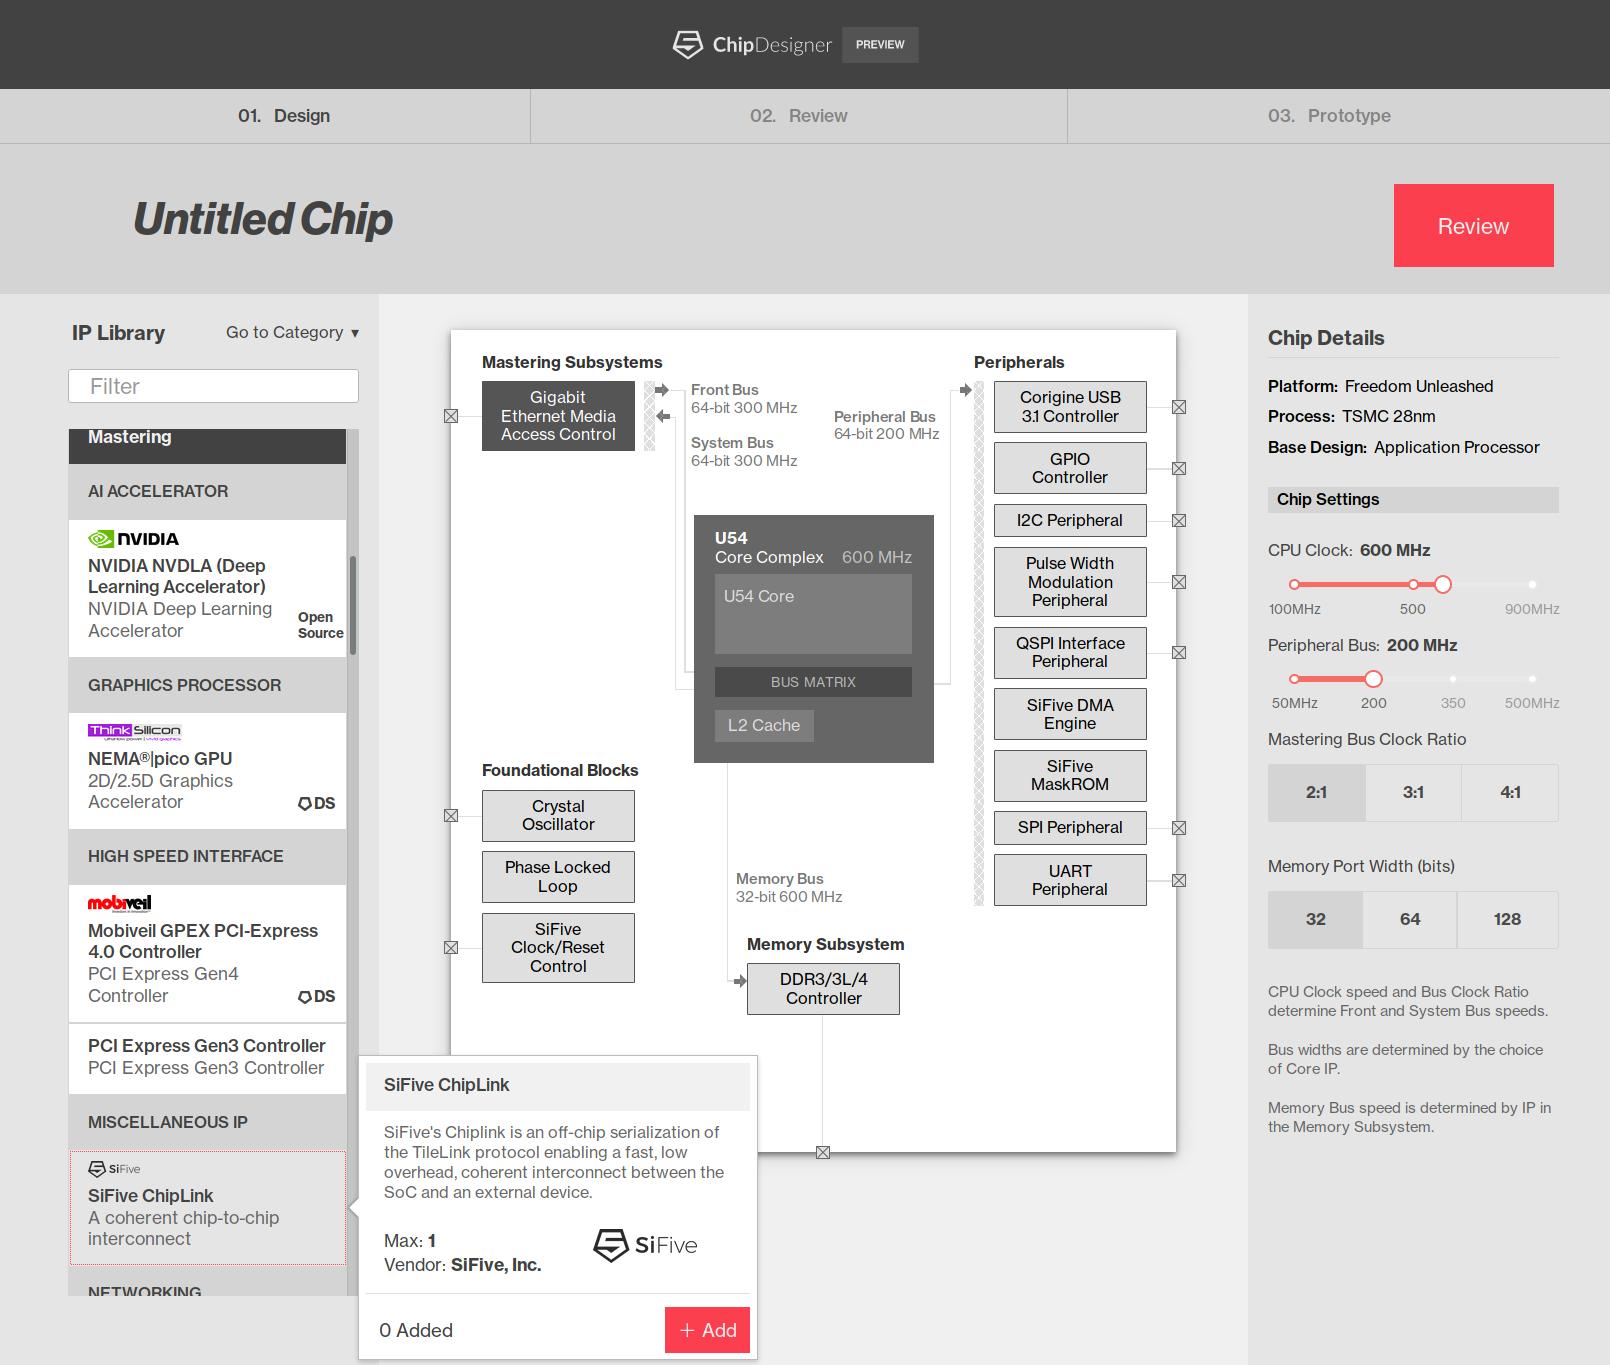 ChipDesigner PREVIEW
01. Design
02. Review
03. Prototype
Untitled Chip
Review
IP Library
Go to Category ▾
Filter
Mastering
AI ACCELERATOR
NVIDIA
NVIDIA NVDLA (Deep
Learning Accelerator)
NVIDIA Deep Learning
Accelerator
Open
Source
GRAPHICS PROCESSOR
Think Silicon
NEMA®|pico GPU
2D/2.5D Graphics
Accelerator
DS
HIGH SPEED INTERFACE
mobiveil
Mobiveil GPEX PCI-Express
4.0 Controller
PCI Express Gen4
Controller
DS
PCI Express Gen3 Controller
PCI Express Gen3 Controller
MISCELLANEOUS IP
SiFive
SiFive ChipLink
A coherent chip-to-chip
interconnect
NETWORKING
Mastering Subsystems
Gigabit
Ethernet Media
Access Control
Front Bus
64-bit 300 MHz
System Bus
64-bit 300 MHz
Peripheral Bus
64-bit 200 MHz
U54
Core Complex 600 MHz
U54 Core
BUS MATRIX
L2 Cache
Foundational Blocks
Crystal
Oscillator
Phase Locked
Loop
SiFive
Clock/Reset
Control
Memory Bus
32-bit 600 MHz
Memory Subsystem
DDR3/3L/4
Controller
Peripherals
Corigine USB
3.1 Controller
GPIO
Controller
I2C Peripheral
Pulse Width
Modulation
Peripheral
QSPI Interface
Peripheral
SiFive DMA
Engine
SiFive
MaskROM
SPI Peripheral
UART
Peripheral
SiFive ChipLink
SiFive's Chiplink is an off-chip serialization of
the TileLink protocol enabling a fast, low
overhead, coherent interconnect between the
SoC and an external device.
Max: 1
Vendor: SiFive, Inc.
SiFive
0 Added
+ Add
Chip Details
Platform: Freedom Unleashed
Process: TSMC 28nm
Base Design: Application Processor
Chip Settings
CPU Clock: 600 MHz
100MHz 500 900MHz
Peripheral Bus: 200 MHz
50MHz 200 350 500MHz
Mastering Bus Clock Ratio
2:1 3:1 4:1
Memory Port Width (bits)
32 64 128
CPU Clock speed and Bus Clock Ratio
determine Front and System Bus speeds.
Bus widths are determined by the choice
of Core IP.
Memory Bus speed is determined by IP in
the Memory Subsystem.